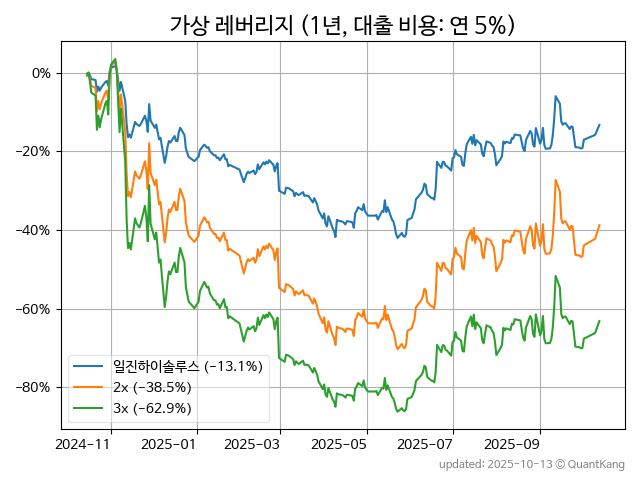 가상 레버리지 (1년, 대출 비용: 연 5%)
0%
−20%
−40%
−60%
−80%
일진하이솔루스 (−13.1%)
2x (−38.5%)
3x (−62.9%)
2024-11 2025-01 2025-03 2025-05 2025-07 2025-09
updated: 2025-10-13 © QuantKang